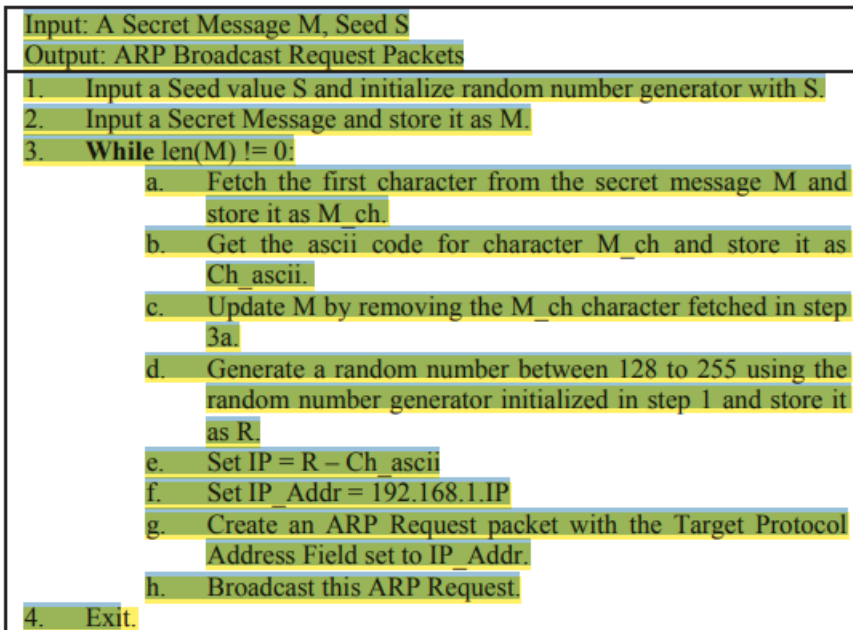 Input: A Secret Message M, Seed S
Output: ARP Broadcast Request Packets
1. Input a Seed value S and initialize random number generator with S.
2. Input a Secret Message and store it as M.
3. While len(M) != 0:
a. Fetch the first character from the secret message M and
store it as M_ch.
b. Get the ascii code for character M_ch and store it as
Ch_ascii.
c. Update M by removing the M_ch character fetched in step
3a.
d. Generate a random number between 128 to 255 using the
random number generator initialized in step 1 and store it
as R.
e. Set IP = R – Ch_ascii
f. Set IP_Addr = 192.168.1.IP
g. Create an ARP Request packet with the Target Protocol
Address Field set to IP_Addr.
h. Broadcast this ARP Request.
4. Exit.